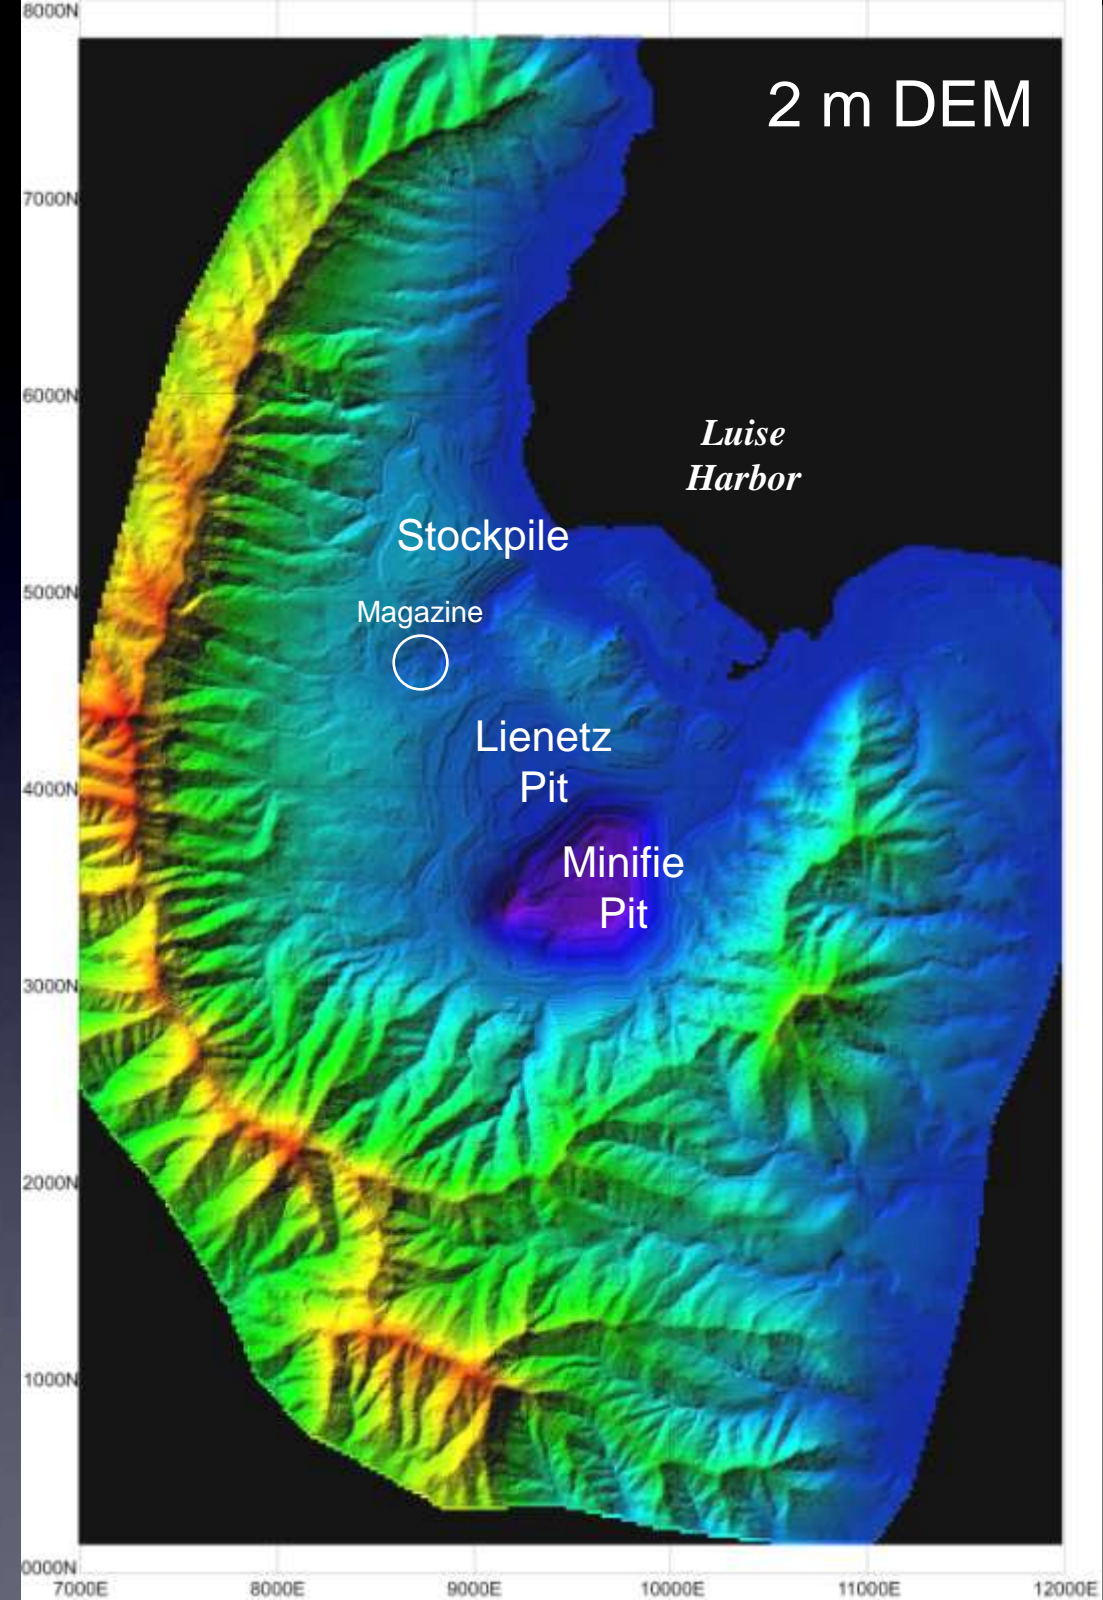 8000N
2 m DEM
7000N
6000N
Luise
Harbor
Stockpile
5000N
Magazine
Lienetz
Pit
4000N
Minifie
Pit
3000N
2000N
1000N
0000N
7000E 8000E 9000E 10000E 11000E 12000E